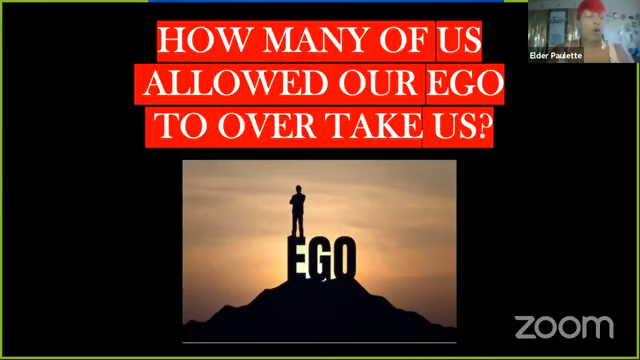 HOW MANY OF US
ALLOWED OUR EGO
TO OVER TAKE US?
Elder Paulette
EGO
zoom